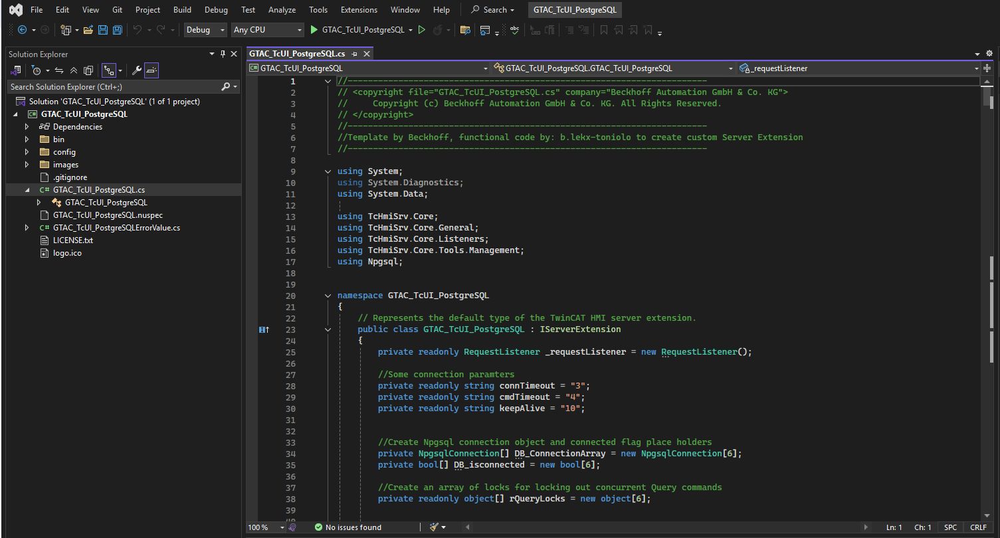 File Edit View Git Project Build Debug Test Analyze Tools Extensions Window Help Search GTAC_TcUI_PostgreSQL
Debug Any CPU GTAC_TcUI_PostgreSQL
Solution Explorer
Search Solution Explorer (Ctrl+;)
Solution 'GTAC_TcUI_PostgreSQL' (1 of 1 project)
GTAC_TcUI_PostgreSQL
Dependencies
bin
config
images
.gitignore
C# GTAC_TcUI_PostgreSQL.cs
GTAC_TcUI_PostgreSQL
GTAC_TcUI_PostgreSQL.nuspec
C# GTAC_TcUI_PostgreSQLErrorValue.cs
LICENSE.txt
logo.ico
GTAC_TcUI_PostgreSQL.cs
GTAC_TcUI_PostgreSQL GTAC_TcUI_PostgreSQL.GTAC_TcUI_PostgreSQL _requestListener
1 //-----------------------------------------------------------------------
2 // <copyright file="GTAC_TcUI_PostgreSQL.cs" company="Beckhoff Automation GmbH & Co. KG">
3 //     Copyright (c) Beckhoff Automation GmbH & Co. KG. All Rights Reserved.
4 // </copyright>
5 //-----------------------------------------------------------------------
6 //Template by Beckhoff, functional code by: b.lekx-toniolo to create custom Server Extension
7 //-----------------------------------------------------------------------
8
9 using System;
10 using System.Diagnostics;
11 using System.Data;
12
13 using TcHmiSrv.Core;
14 using TcHmiSrv.Core.General;
15 using TcHmiSrv.Core.Listeners;
16 using TcHmiSrv.Core.Tools.Management;
17 using Npgsql;
18
19
20 namespace GTAC_TcUI_PostgreSQL
21 {
22     // Represents the default type of the TwinCAT HMI server extension.
23     public class GTAC_TcUI_PostgreSQL : IServerExtension
24     {
25         private readonly RequestListener _requestListener = new RequestListener();
26
27         //Some connection paramters
28         private readonly string connTimeout = "3";
29         private readonly string cmdTimeout = "4";
30         private readonly string keepAlive = "10";
31
32
33         //Create Npgsql connection object and connected flag place holders
34         private NpgsqlConnection[] DB_ConnectionArray = new NpgsqlConnection[6];
35         private bool[] DB_isconnected = new bool[6];
36
37         //Create an array of locks for locking out concurrent Query commands
38         private readonly object[] rQueryLocks = new object[6];
39
100 % No issues found Ln: 1 Ch: 1 SPC CRLF